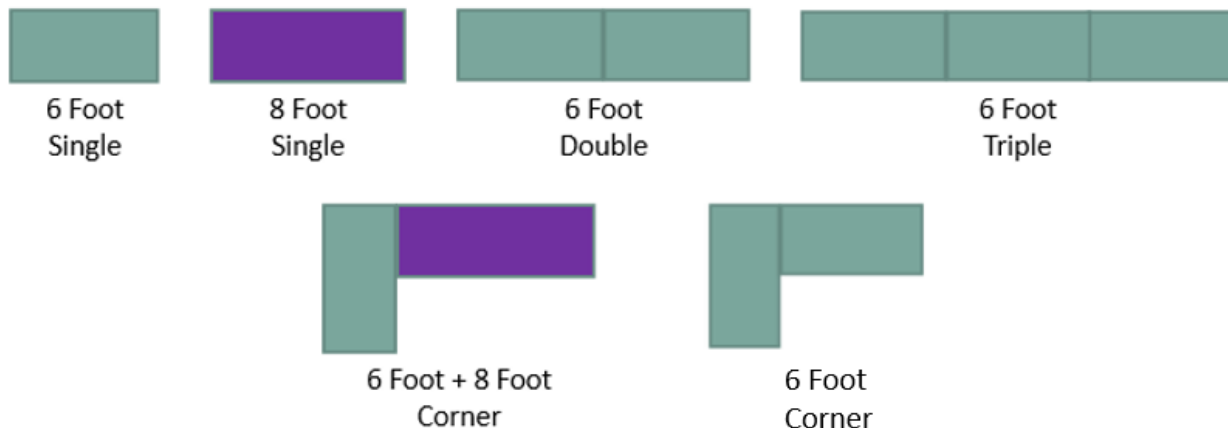 6 Foot
Single
8 Foot
Single
6 Foot
Double
6 Foot
Triple
6 Foot + 8 Foot
Corner
6 Foot
Corner